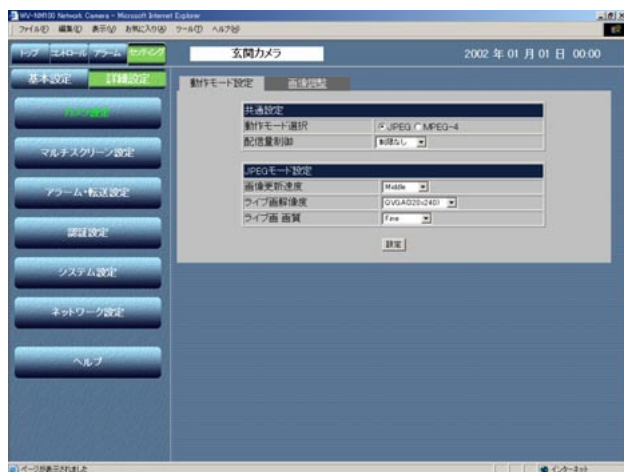 WV-NM100 Network Camera - Microsoft Internet Explorer
ファイル(F) 編集(E) 表示(V) お気に入り(A) ツール(T) ヘルプ(H)
トップ コントロール アラーム セッティング
玄関カメラ
2002 年 01 月 01 日 00:00
基本設定 詳細設定
動作モード設定 画像調整
カメラ設定
マルチスクリーン設定
アラーム・転送設定
認証設定
システム設定
ネットワーク設定
ヘルプ
共通設定
動作モード選択 JPEG MPEG-4
配信量制御 制限なし
JPEGモード設定
画像更新速度 Middle
ライブ画解像度 QVGA(320x240)
ライブ画 画質 Fine
設定
ページが表示されました インターネット